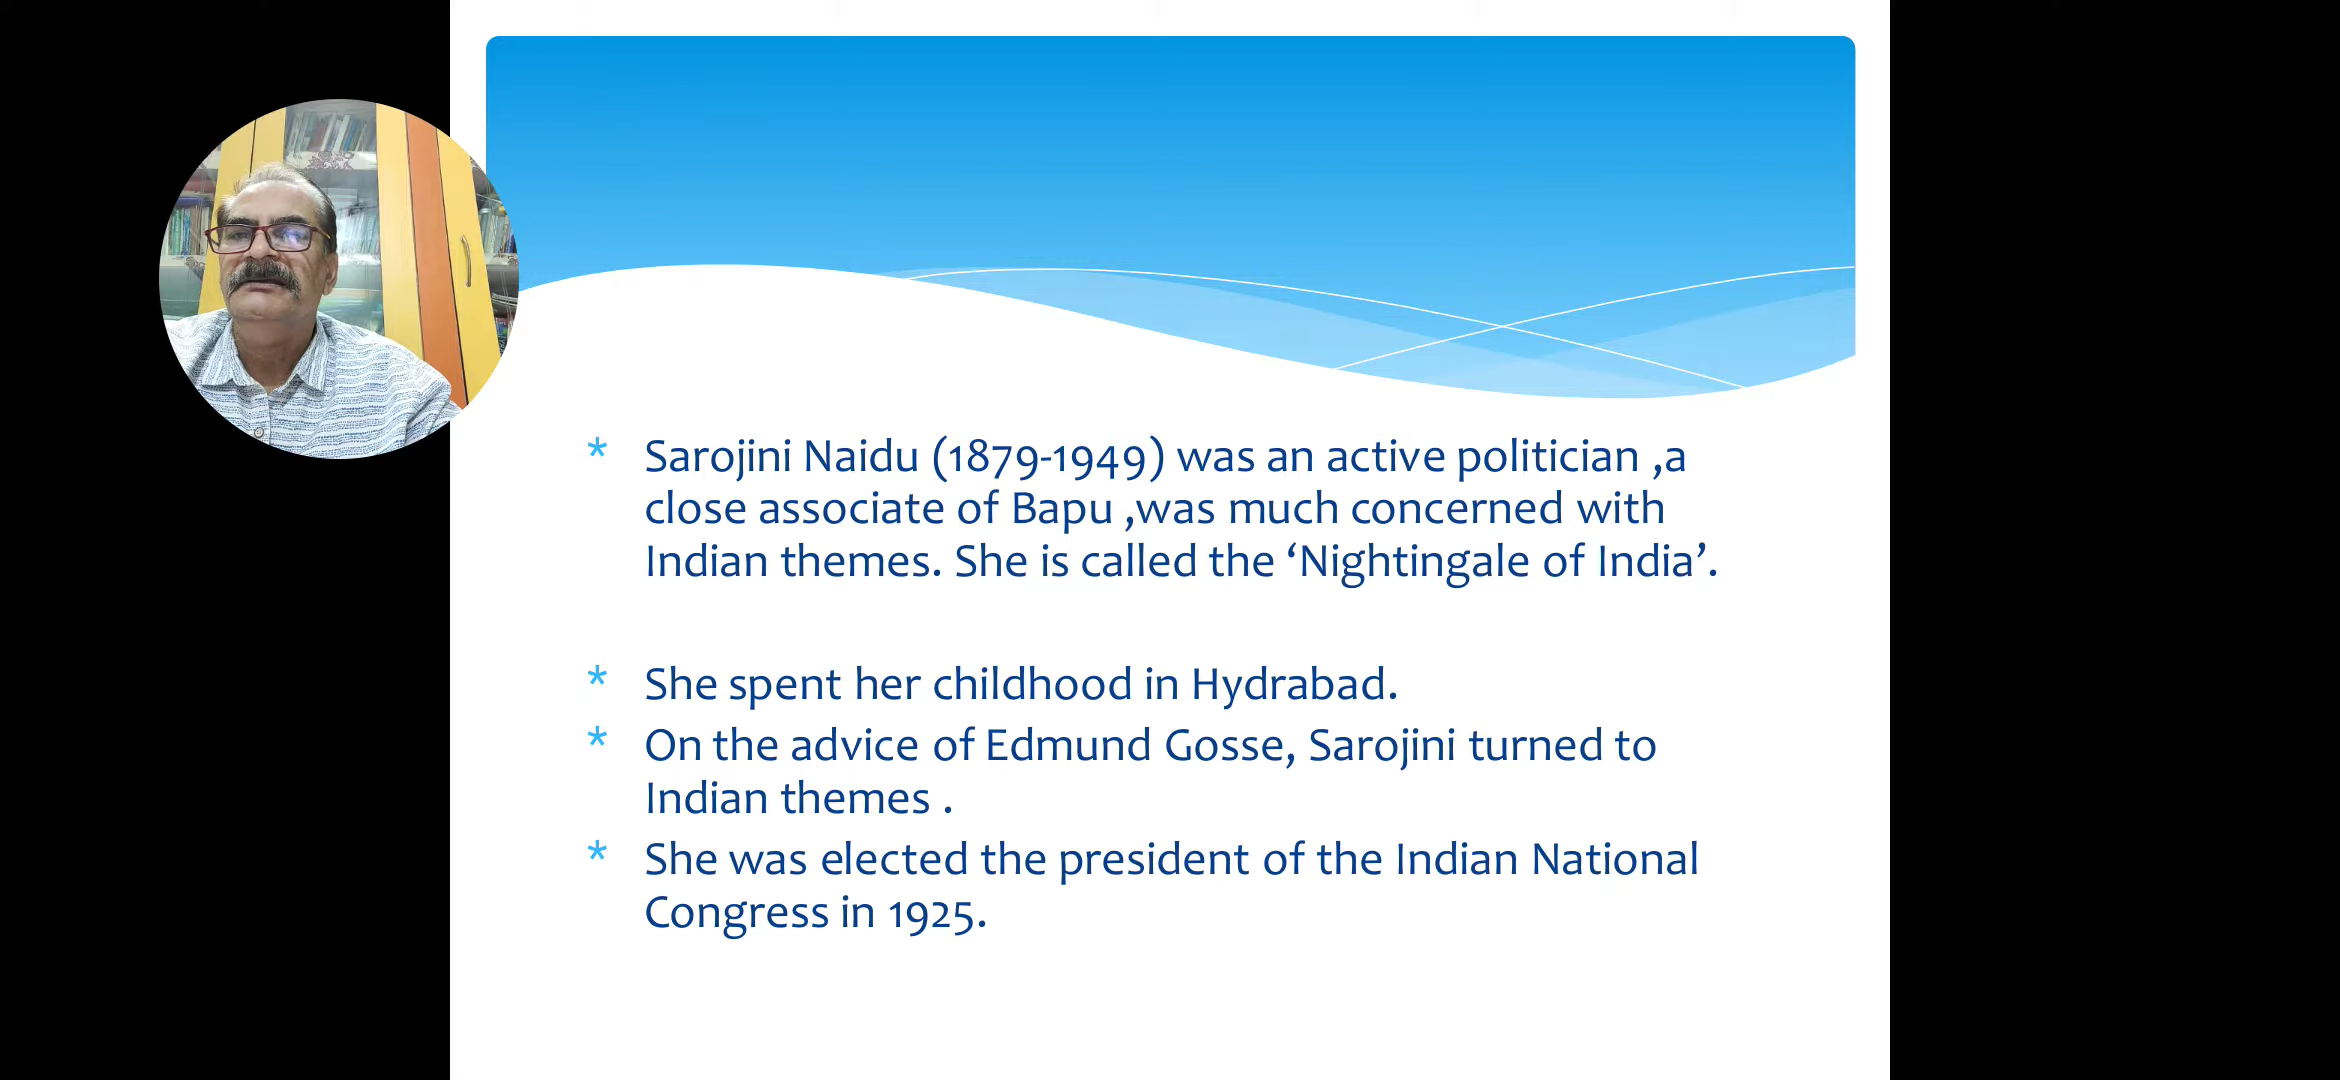 * Sarojini Naidu (1879-1949) was an active politician ,a
close associate of Bapu ,was much concerned with
Indian themes. She is called the ‘Nightingale of India’.
* She spent her childhood in Hydrabad.
* On the advice of Edmund Gosse, Sarojini turned to
Indian themes .
* She was elected the president of the Indian National
Congress in 1925.